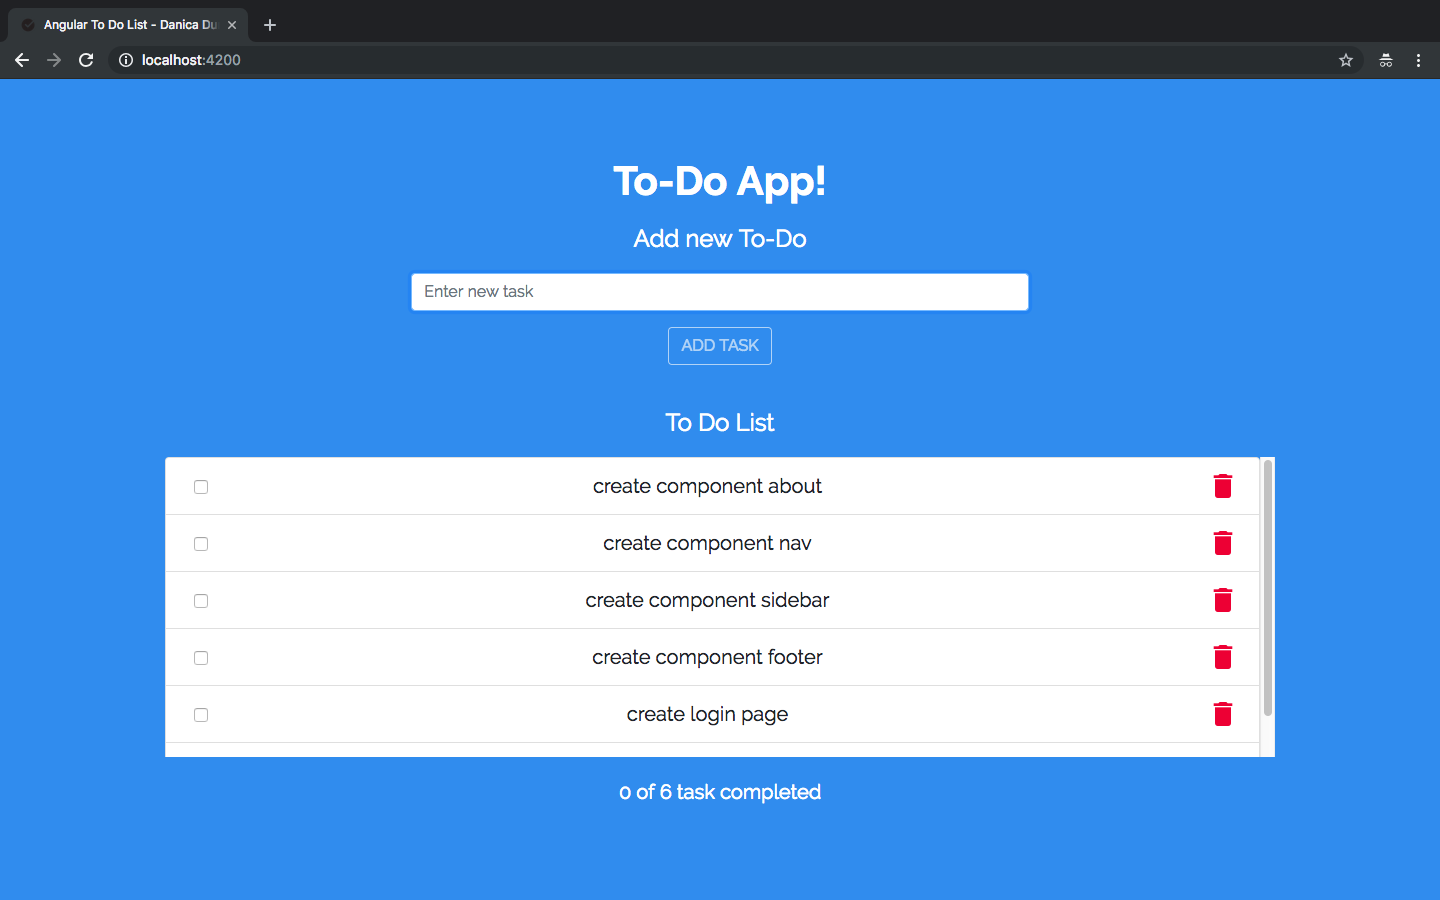 Angular To Do List - Danica Du
localhost:4200
To-Do App!
Add new To-Do
Enter new task
ADD TASK
To Do List
create component about
create component nav
create component sidebar
create component footer
create login page
0 of 6 task completed